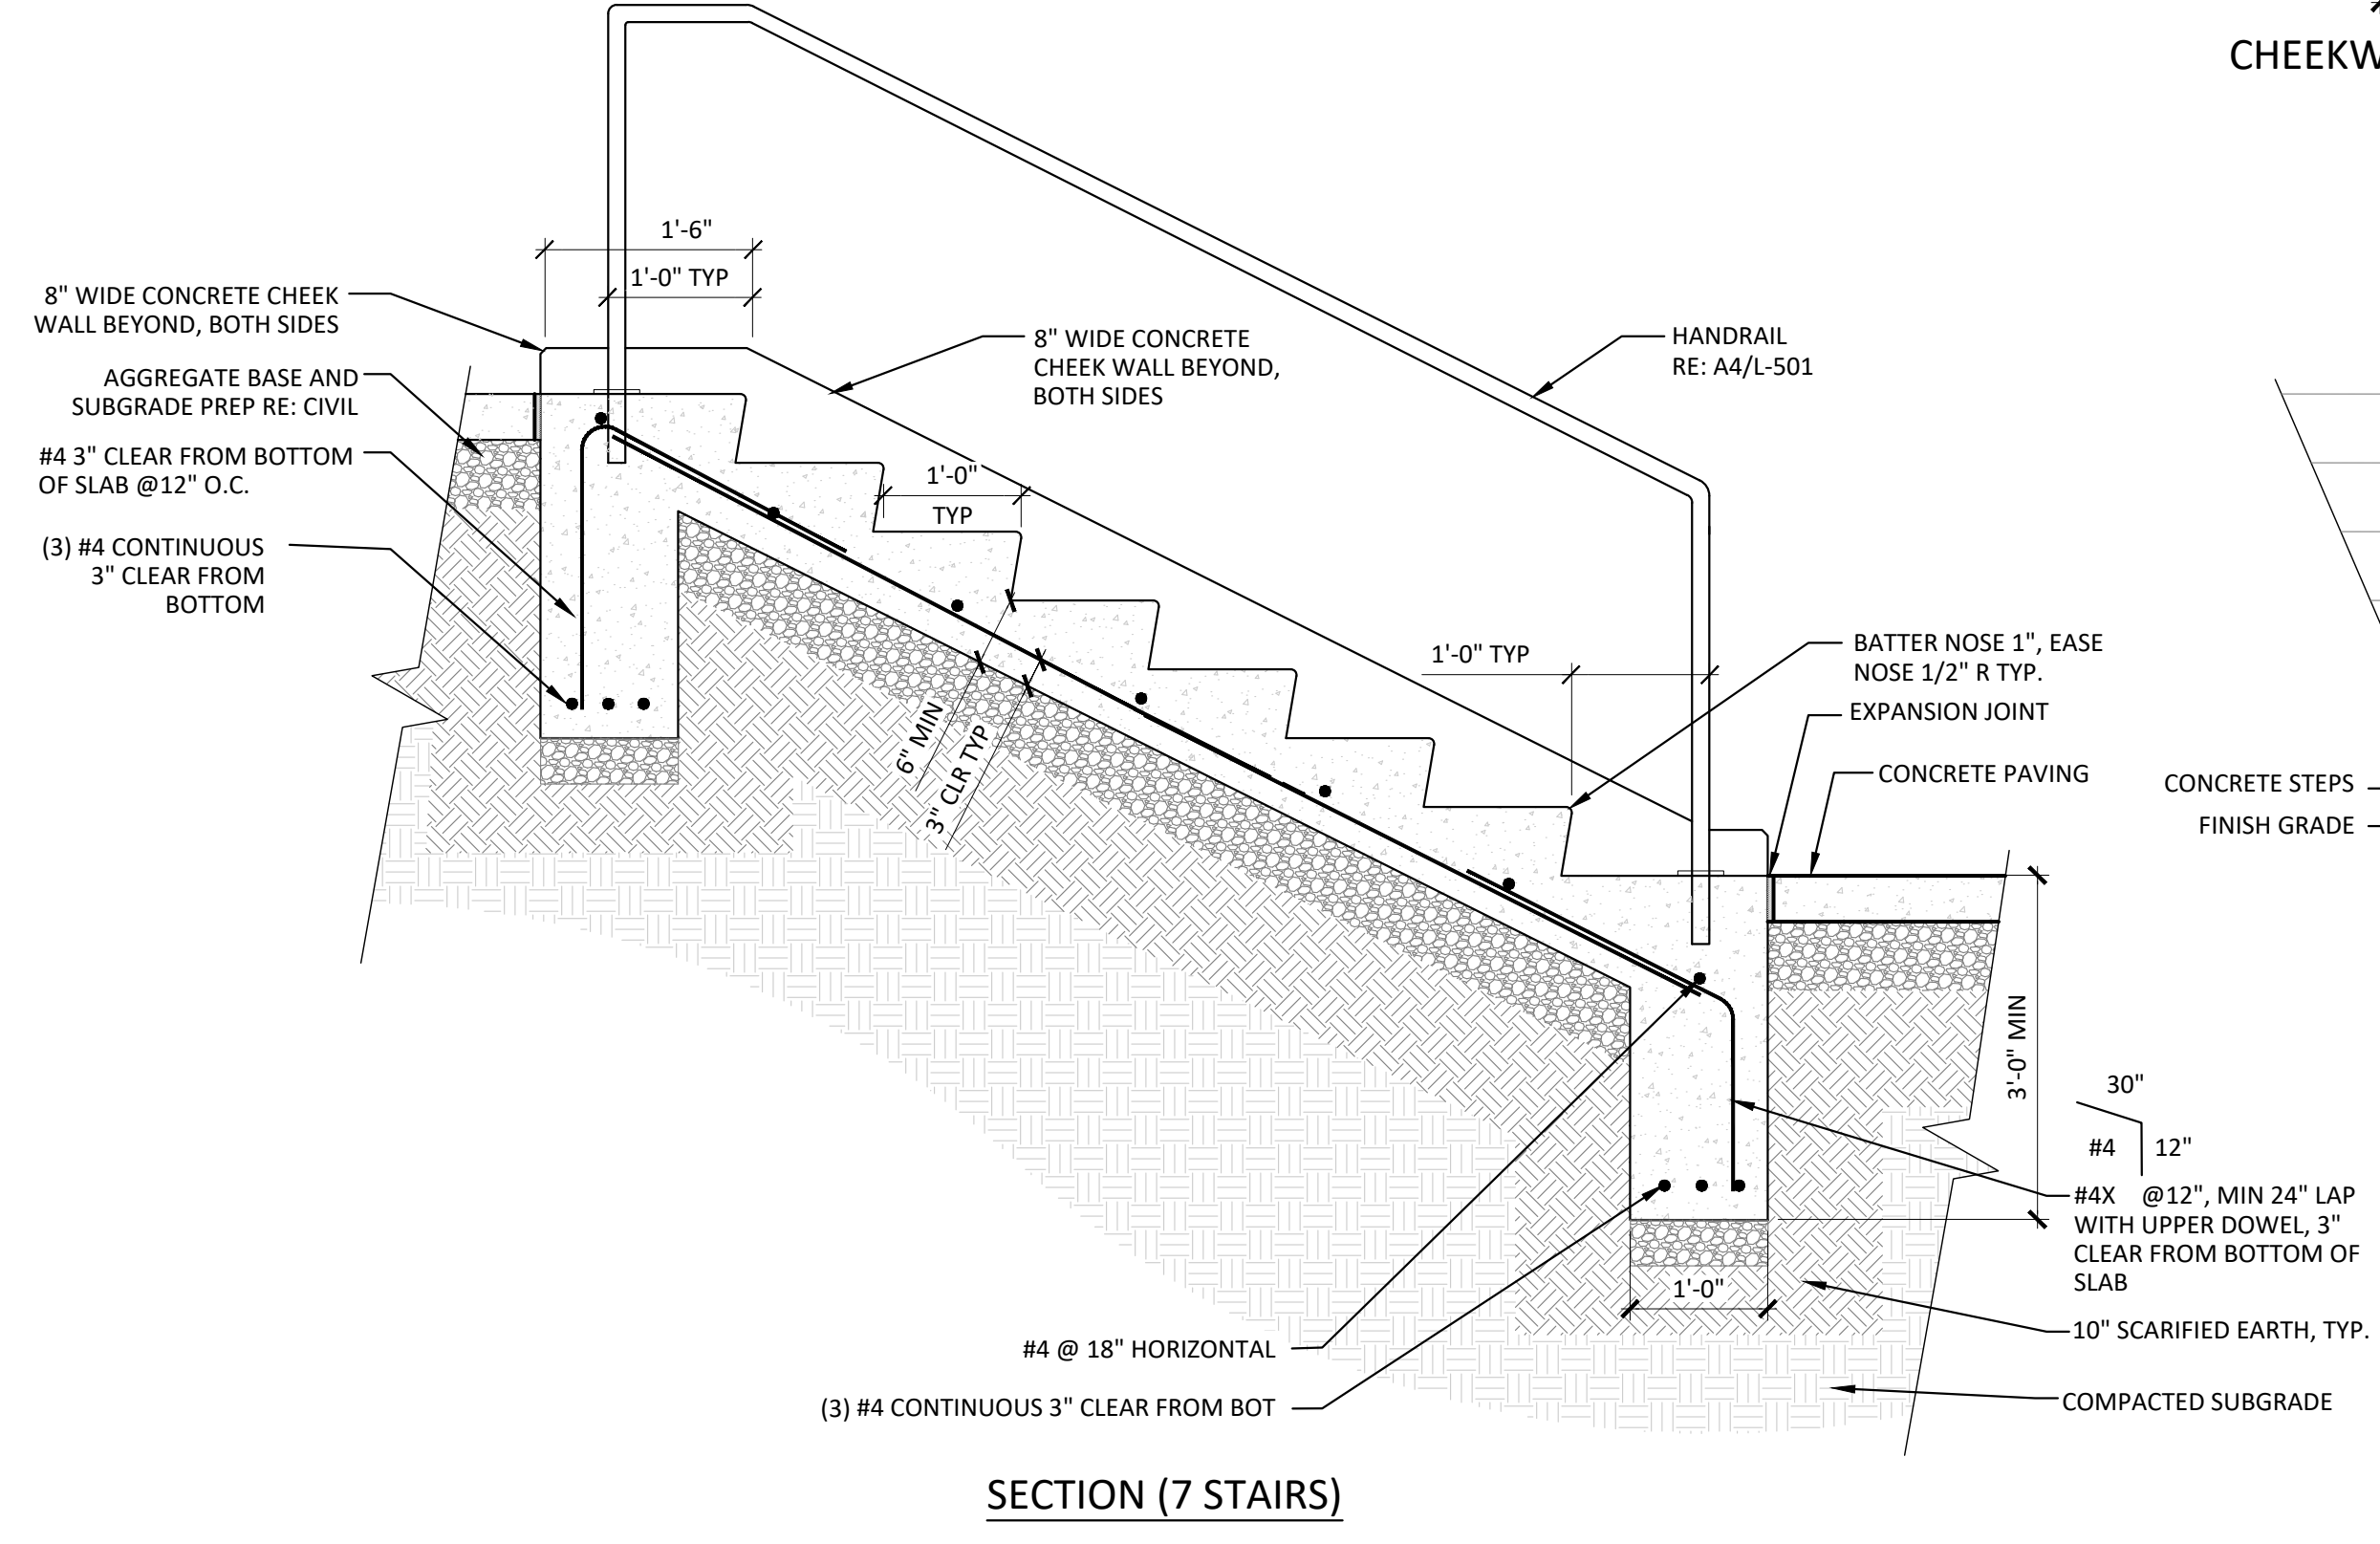 CHEEKW
1'-6"
1'-0" TYP
8" WIDE CONCRETE CHEEK
WALL BEYOND, BOTH SIDES
AGGREGATE BASE AND
SUBGRADE PREP RE: CIVIL
#4 3" CLEAR FROM BOTTOM
OF SLAB @12" O.C.
(3) #4 CONTINUOUS
3" CLEAR FROM
BOTTOM
8" WIDE CONCRETE
CHEEK WALL BEYOND,
BOTH SIDES
HANDRAIL
RE: A4/L-501
1'-0"
TYP
6" MIN
3" CLR TYP
1'-0" TYP
BATTER NOSE 1", EASE
NOSE 1/2" R TYP.
EXPANSION JOINT
CONCRETE PAVING
CONCRETE STEPS
FINISH GRADE
3'-0" MIN
30"
#4
12"
#4X @12", MIN 24" LAP
WITH UPPER DOWEL, 3"
CLEAR FROM BOTTOM OF
SLAB
1'-0"
10" SCARIFIED EARTH, TYP.
COMPACTED SUBGRADE
#4 @ 18" HORIZONTAL
(3) #4 CONTINUOUS 3" CLEAR FROM BOT
SECTION (7 STAIRS)